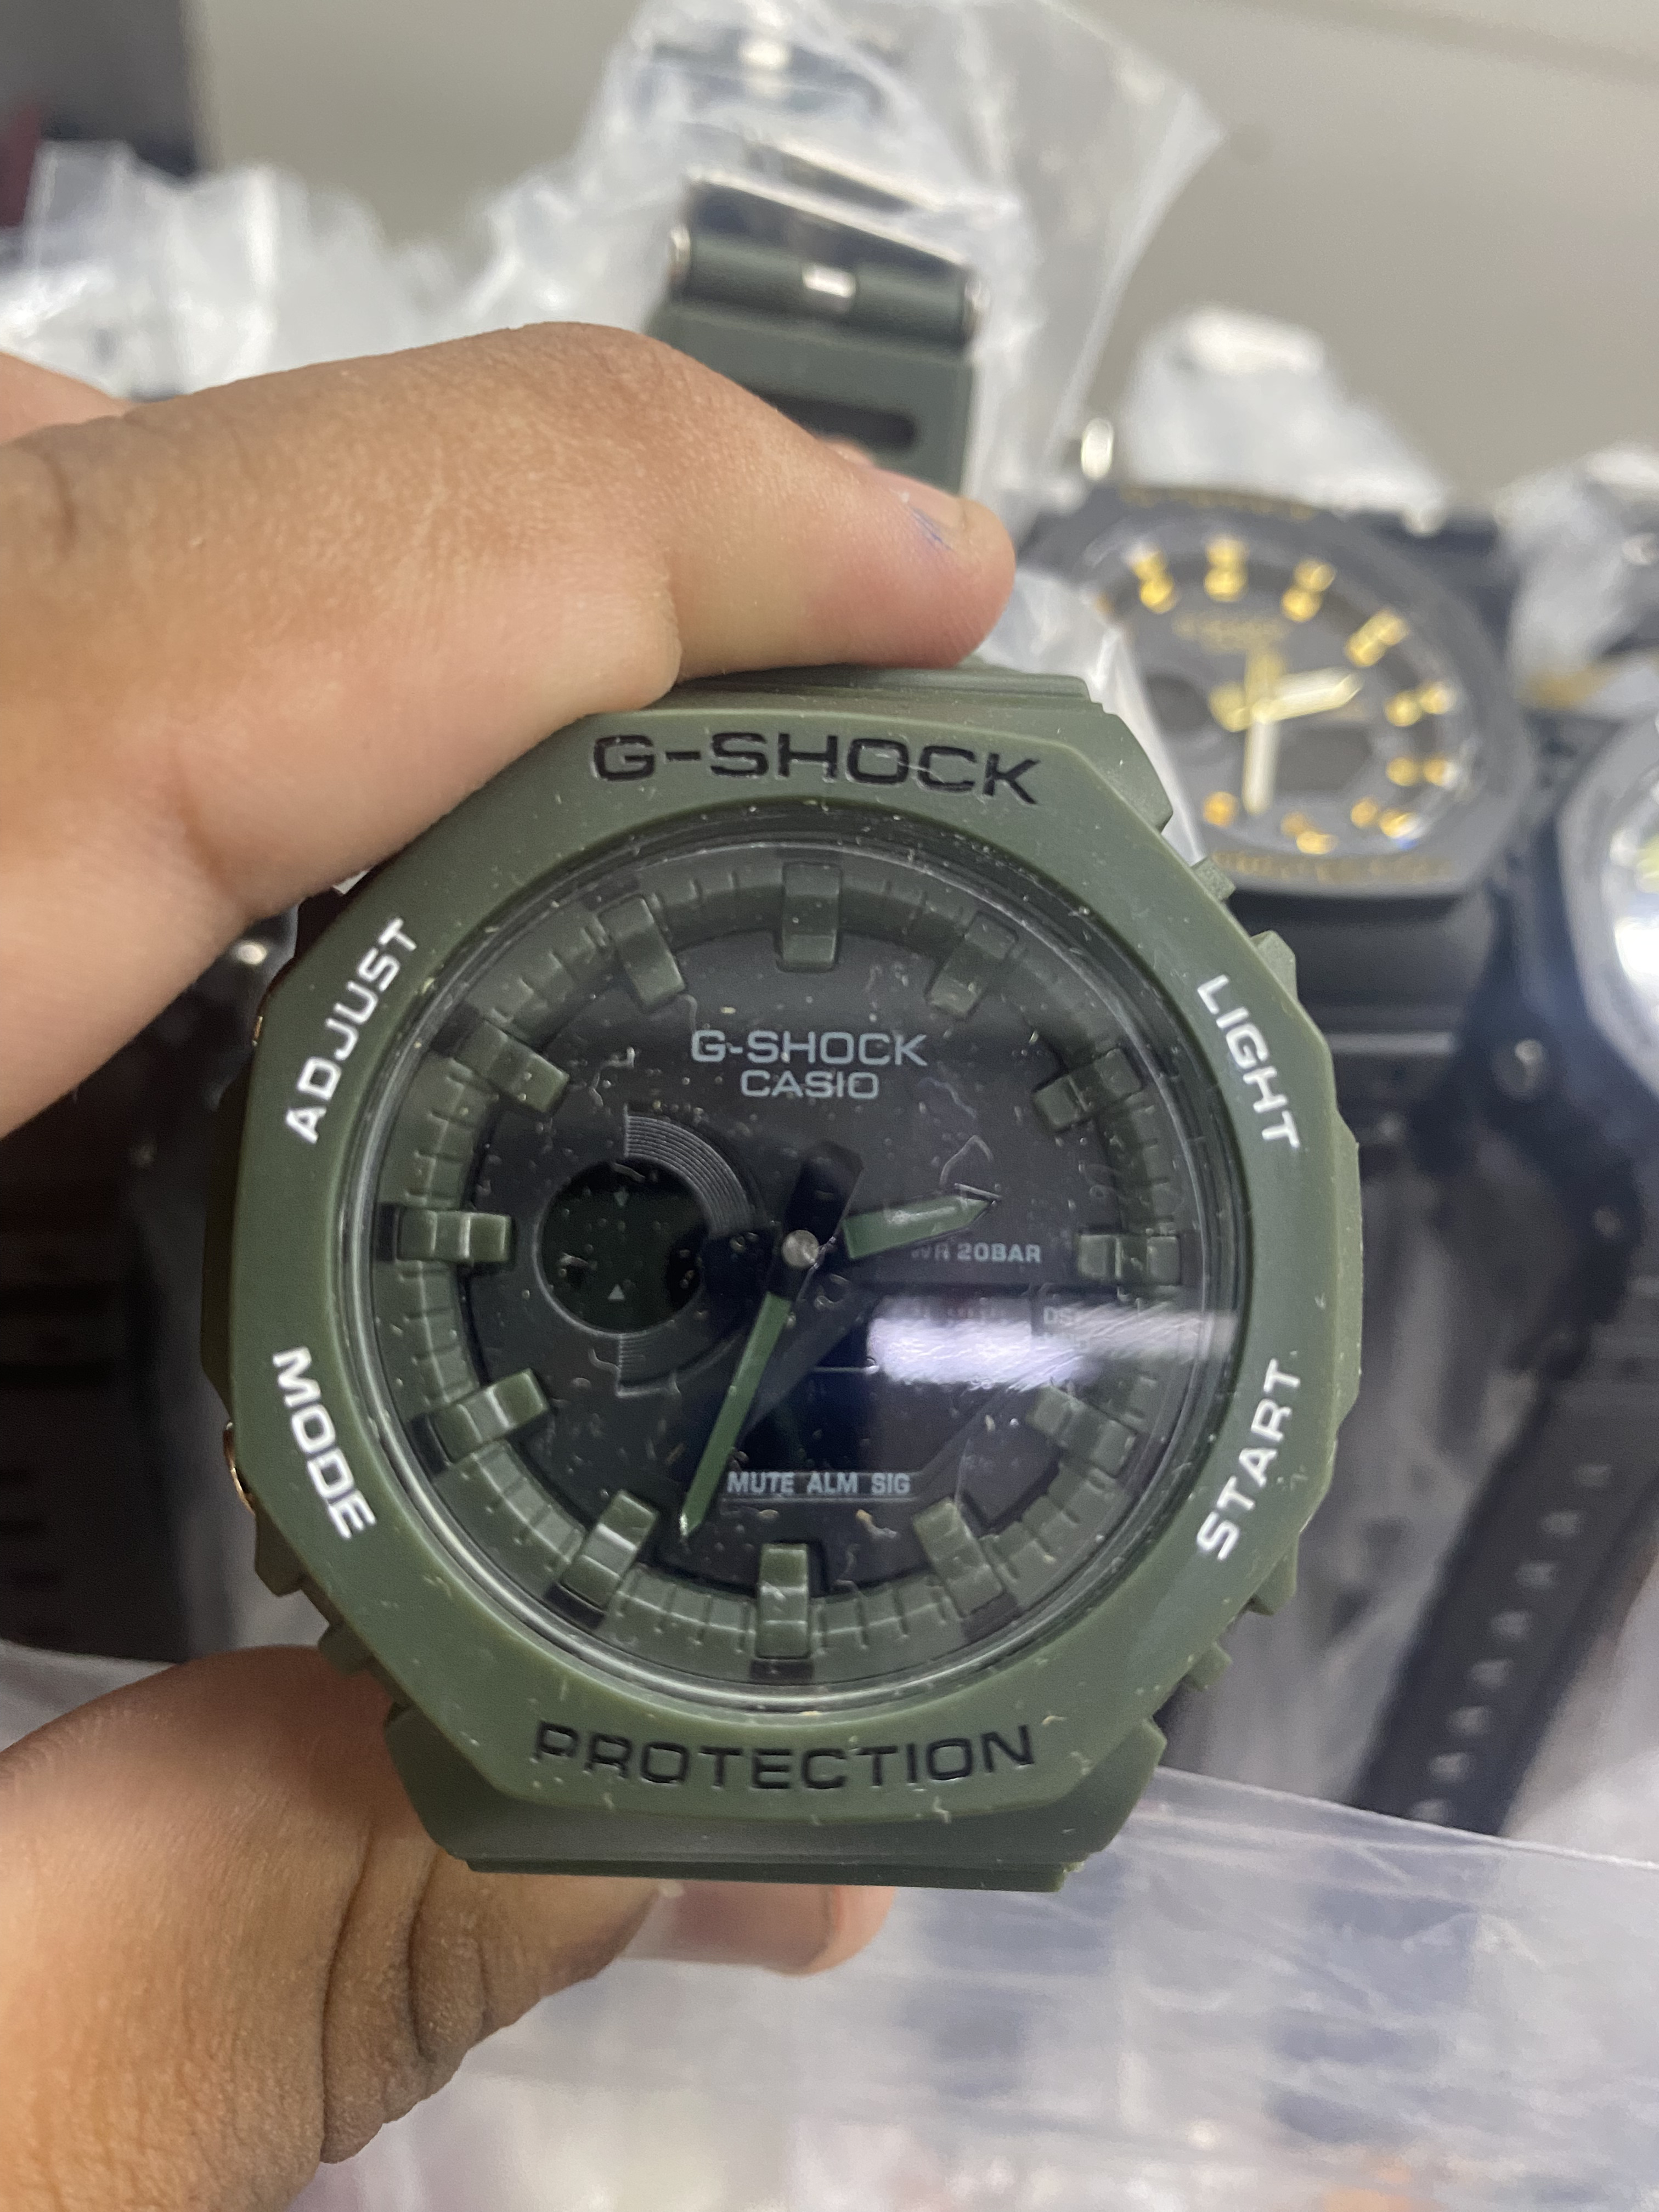 G-SHOCK
ADJUST
LIGHT
G-SHOCK
CASIO
WR 20BAR
MODE
START
MUTE ALM SIG
PROTECTION